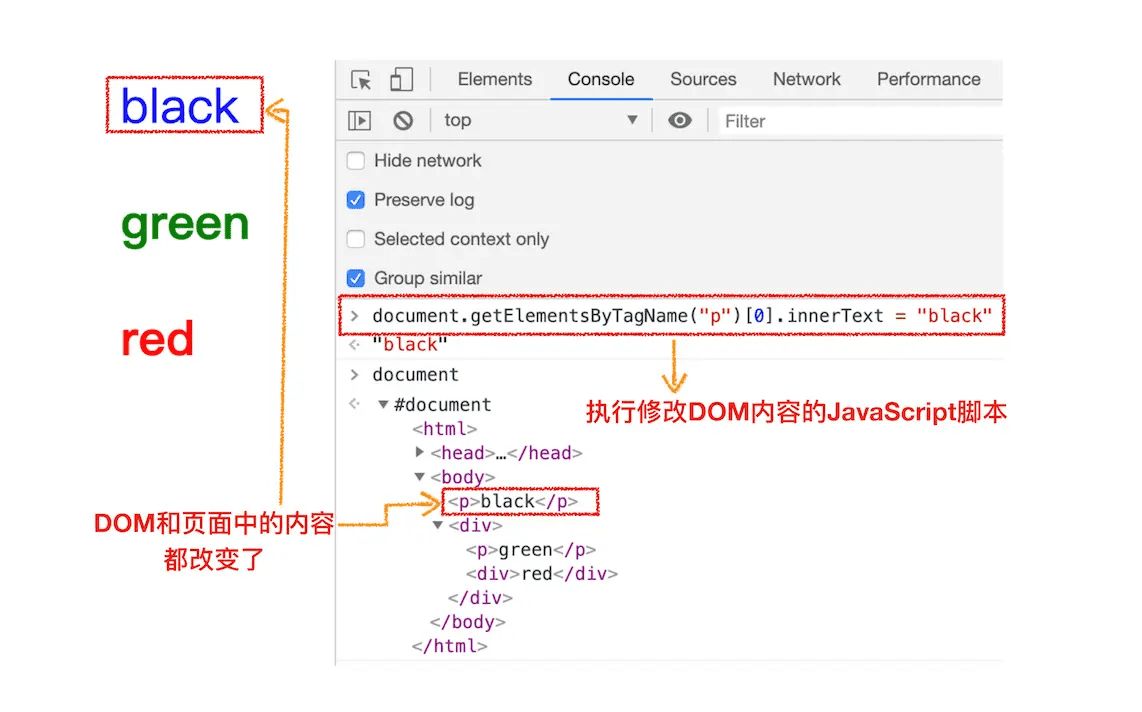 black
green
red
DOM和页面中的内容
都改变了
Elements Console Sources Network Performance
top ▼ Filter
Hide network
Preserve log
Selected context only
Group similar
> document.getElementsByTagName("p")[0].innerText = "black"
"black"
> document
▼#document
<html>
▶<head>…</head>
▼<body>
<p>black</p>
▼<div>
<p>green</p>
<div>red</div>
</div>
</body>
</html>
执行修改DOM内容的JavaScript脚本